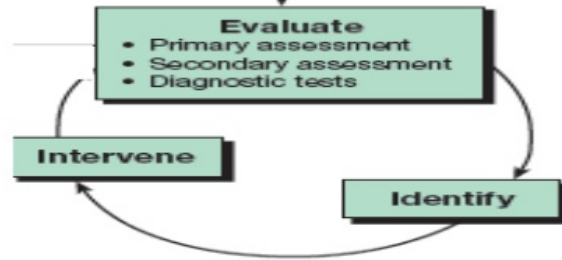 Evaluate
• Primary assessment
• Secondary assessment
• Diagnostic tests
Intervene
Identify